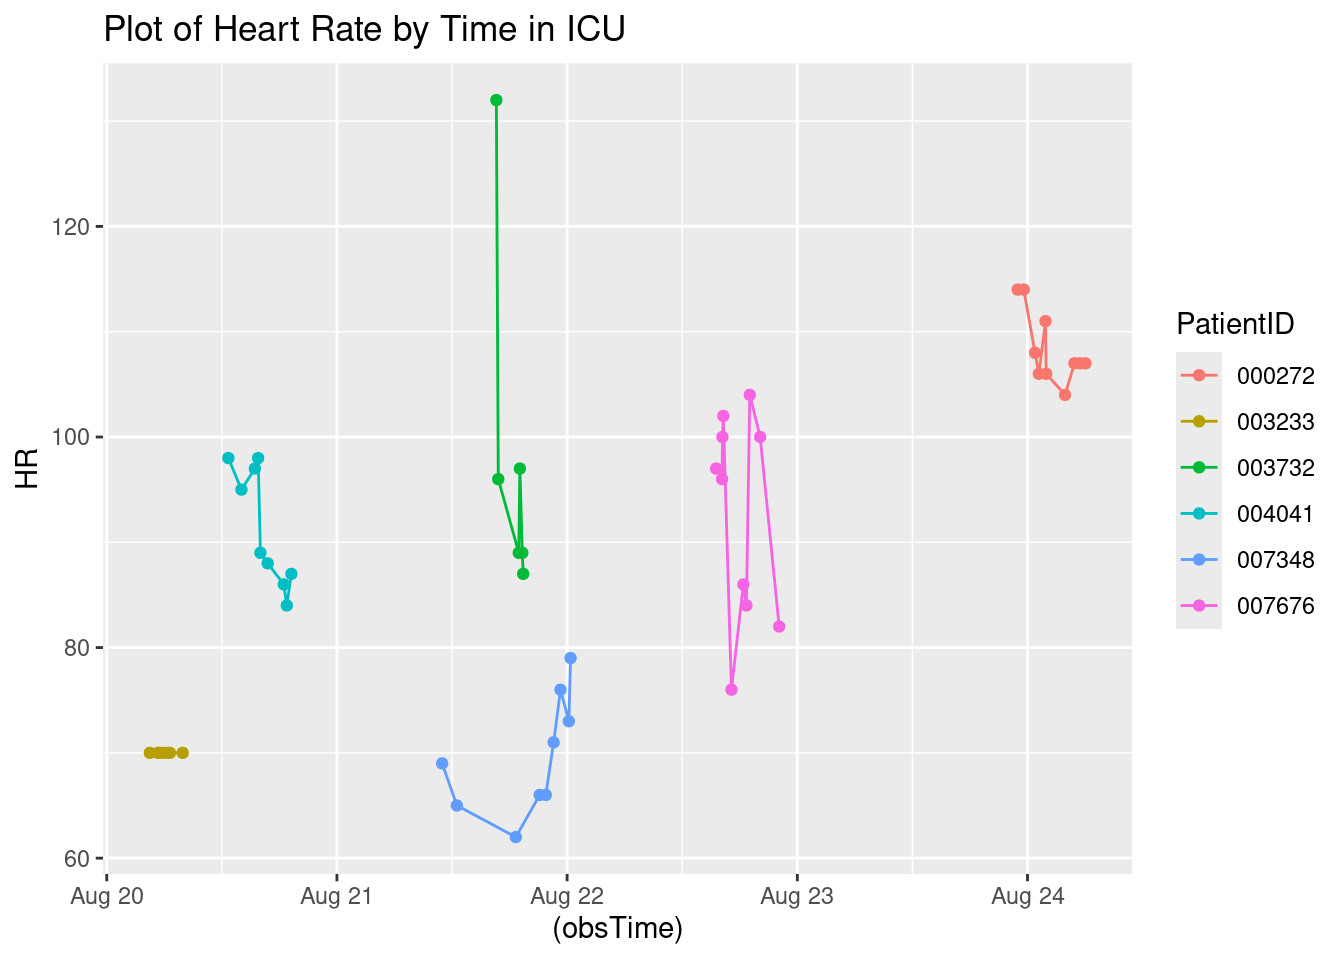 Plot of Heart Rate by Time in ICU
HR
120
100
80
60
Aug 20 Aug 21 Aug 22 Aug 23 Aug 24
(obsTime)
PatientID
000272
003233
003732
004041
007348
007676